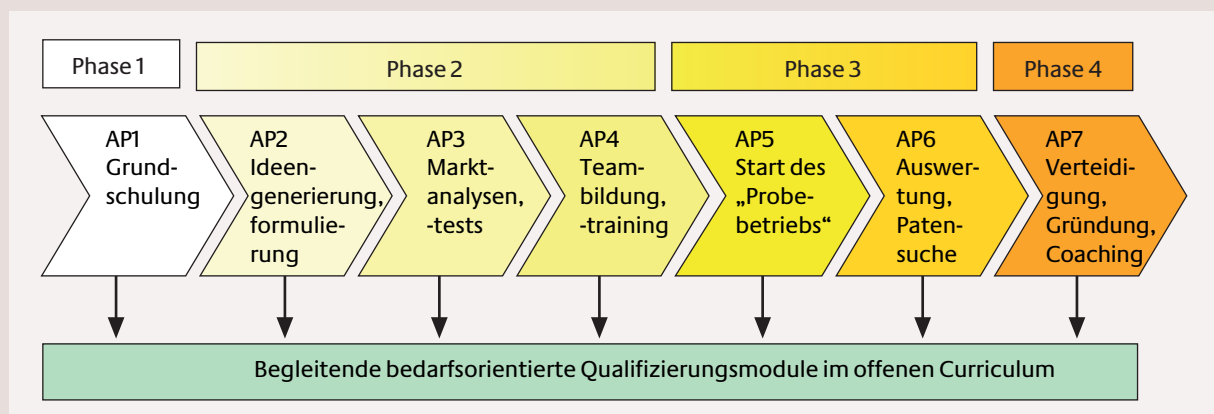 Phase 1
Phase 2
Phase 3
Phase 4
AP1
Grund-
schulung
AP2
Ideen-
generierung,
formulie-
rung
AP3
Markt-
analysen,
-tests
AP4
Team-
bildung,
-training
AP5
Start des
„Probe-
betriebs“
AP6
Auswer-
tung,
Paten-
suche
AP7
Verteidi-
gung,
Gründung,
Coaching
Begleitende bedarfsorientierte Qualifizierungsmodule im offenen Curriculum